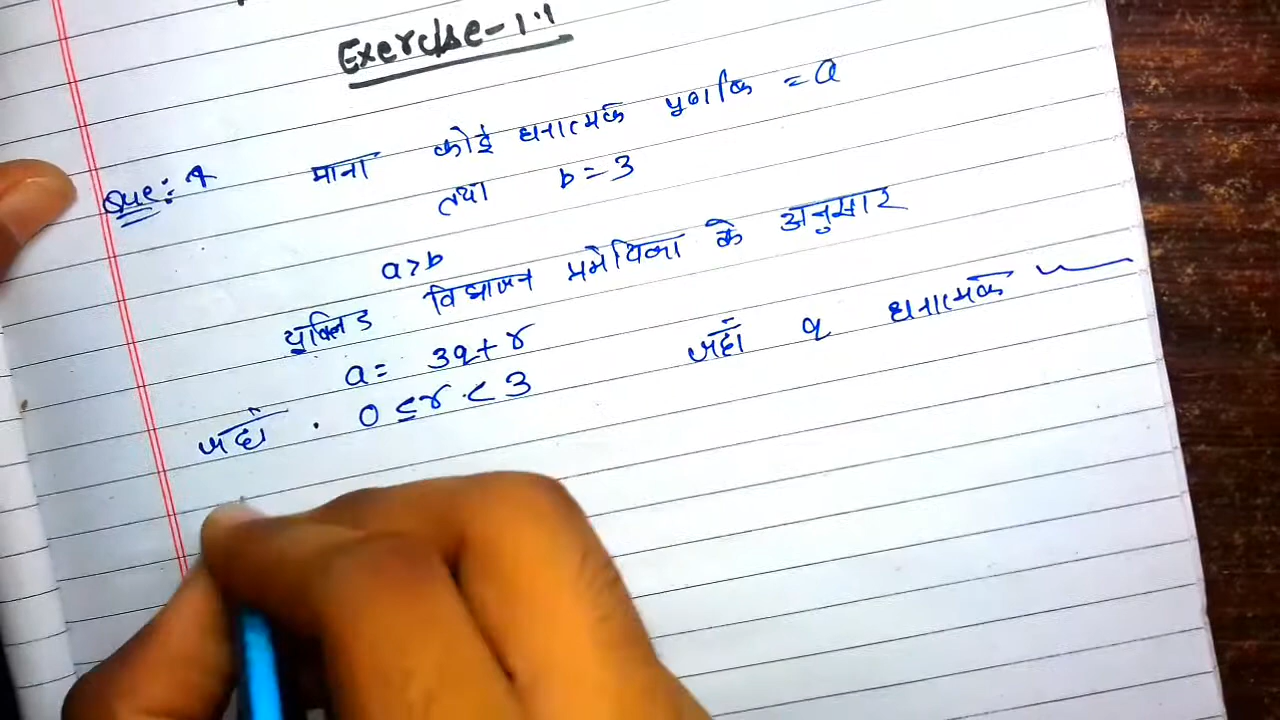 Exercise-1.1
Que: 4 माना कोई धनात्मक पूर्णांक = a
तथा b = 3
a>b
यूक्लिड विभाजन प्रमेयिका के अनुसार
a = 3q + r जहाँ q धनात्मक
जहाँ . 0 ≤ r < 3